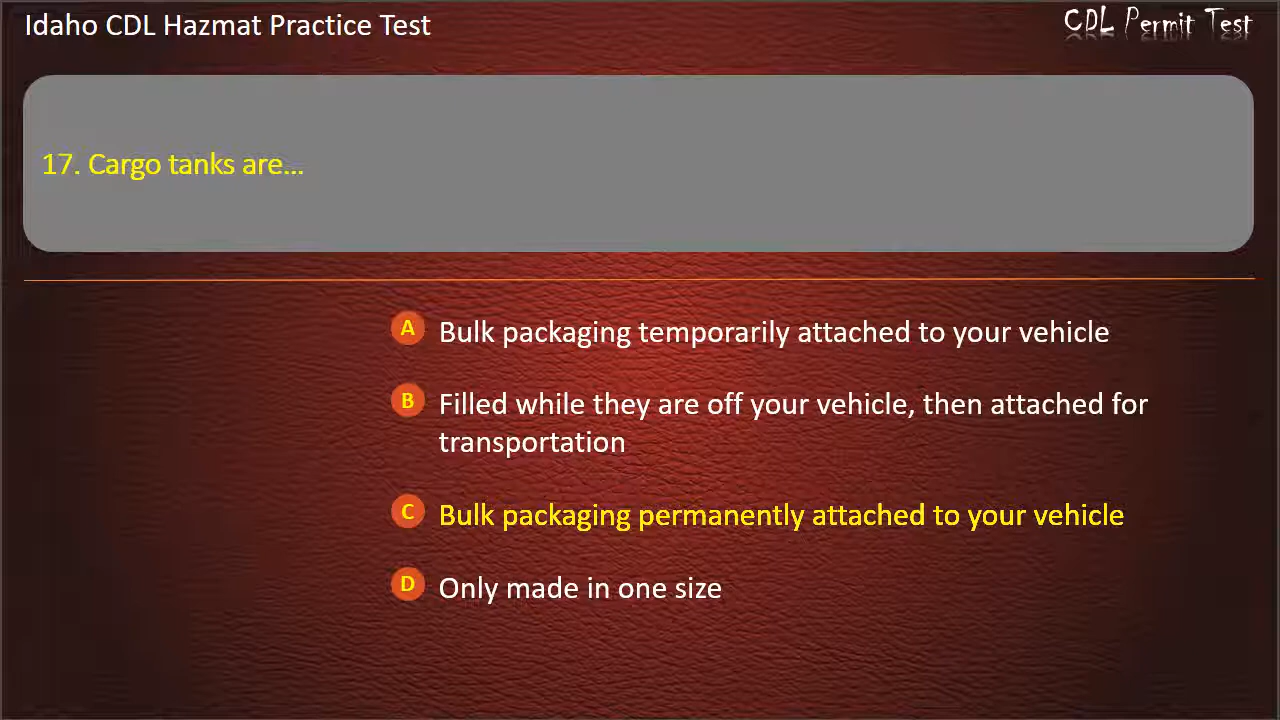 Idaho CDL Hazmat Practice Test
CDL Permit Test
17. Cargo tanks are...
A Bulk packaging temporarily attached to your vehicle
B Filled while they are off your vehicle, then attached for
transportation
C Bulk packaging permanently attached to your vehicle
D Only made in one size